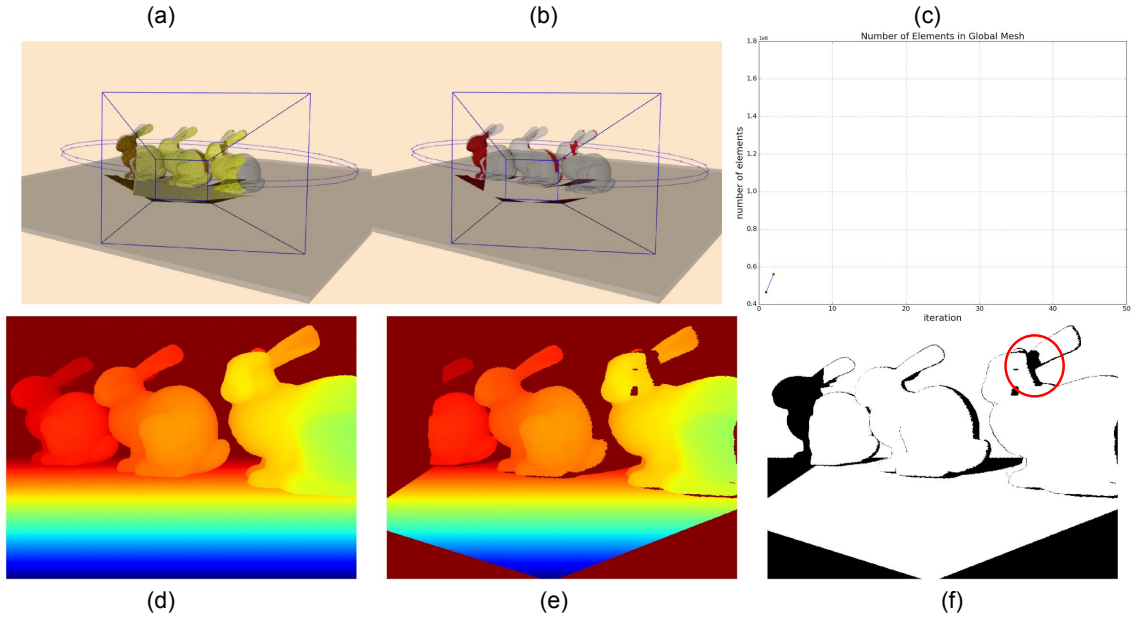 (a)
(b)
(c)
Number of Elements in Global Mesh
1e6
1.8
1.6
1.4
1.2
1.0
0.8
0.6
0.4
number of elements
0
10
20
30
40
50
iteration
(d)
(e)
(f)